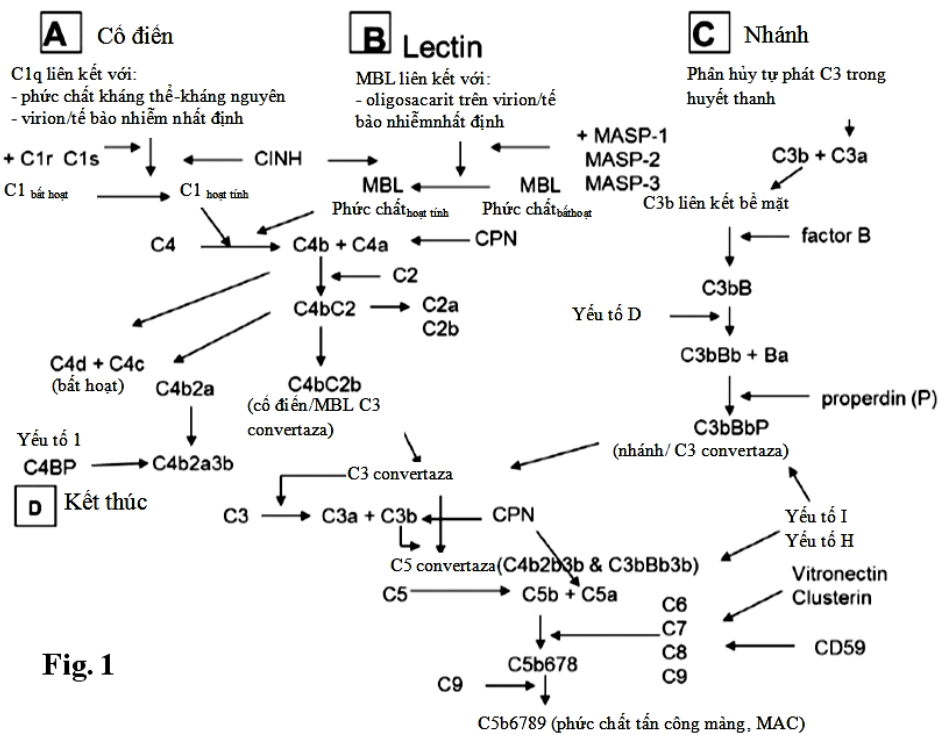 A Cổ điển
C1q liên kết với:
- phức chất kháng thể-kháng nguyên
- virion/tế bào nhiễm nhất định
+ C1r C1s
C1 bất hoạt
C1 hoạt tính
CINH
B Lectin
MBL liên kết với:
- oligosacarit trên virion/tế
bào nhiễmnhất định
+ MASP-1
MASP-2
MASP-3
MBL
Phức chất hoạt tính
MBL
Phức chất bấthoạt
C Nhánh
Phân hủy tự phát C3 trong
huyết thanh
C3b + C3a
C3b liên kết bề mặt
factor B
C3bB
Yếu tố D
C3bBb + Ba
properdin (P)
C3bBbP
(nhánh/ C3 convertaza)
C4
C4b + C4a
CPN
C2
C4bC2
C2a
C2b
C4d + C4c
(bất hoạt)
C4b2a
C4bC2b
(cổ điển/MBL C3
convertaza)
Yếu tố 1
C4BP
C4b2a3b
D Kết thúc
C3 convertaza
C3
C3a + C3b
CPN
Yếu tố I
Yếu tố H
C5 convertaza(C4b2b3b & C3bBb3b)
C5
C5b + C5a
Vitronectin
Clusterin
C6
C7
C8
C9
CD59
C5b678
C9
C5b6789 (phức chất tấn công màng, MAC)
Fig. 1